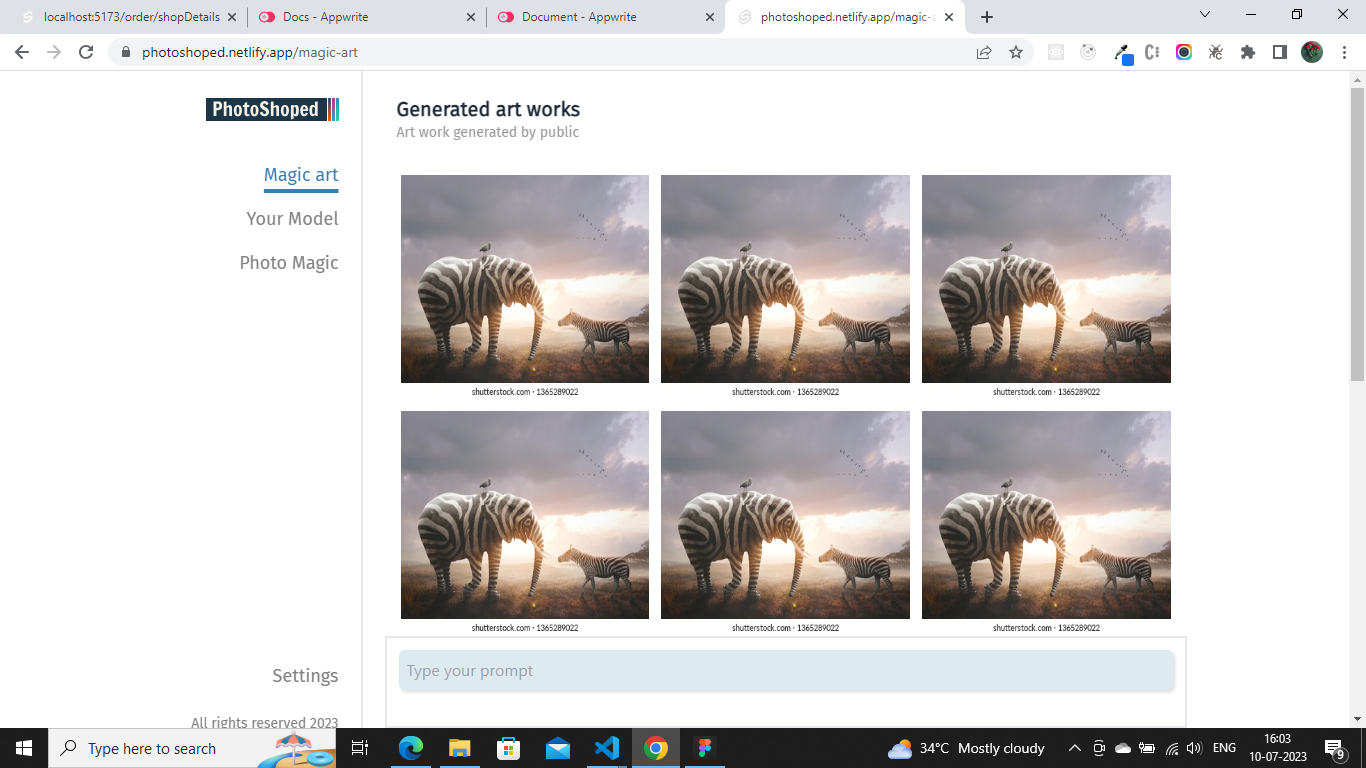 localhost:5173/order/shopDetails
Docs - Appwrite
Document - Appwrite
photoshoped.netlify.app/magic-a
photoshoped.netlify.app/magic-art
PhotoShoped
Magic art
Your Model
Photo Magic
Settings
All rights reserved 2023
Generated art works
Art work generated by public
shutterstock.com · 1365289022
shutterstock.com · 1365289022
shutterstock.com · 1365289022
shutterstock.com · 1365289022
shutterstock.com · 1365289022
shutterstock.com · 1365289022
Type your prompt
Type here to search
34°C Mostly cloudy
ENG
16:03
10-07-2023
9